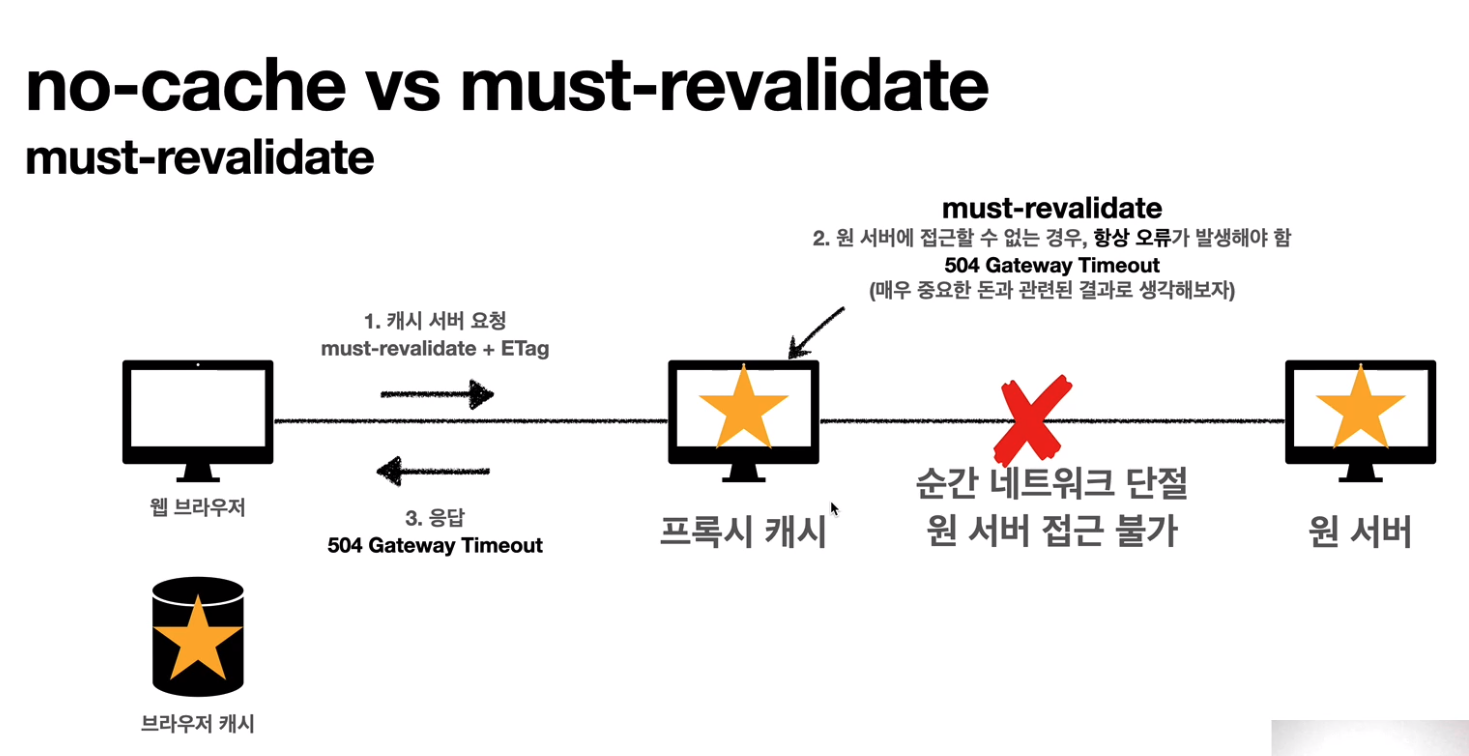 no-cache vs must-revalidate
must-revalidate
must-revalidate
2. 원 서버에 접근할 수 없는 경우, 항상 오류가 발생해야 함
504 Gateway Timeout
(매우 중요한 돈과 관련된 결과로 생각해보자)
1. 캐시 서버 요청
must-revalidate + ETag
웹 브라우저
3. 응답
504 Gateway Timeout
프록시 캐시
순간 네트워크 단절
원 서버 접근 불가
원 서버
브라우저 캐시